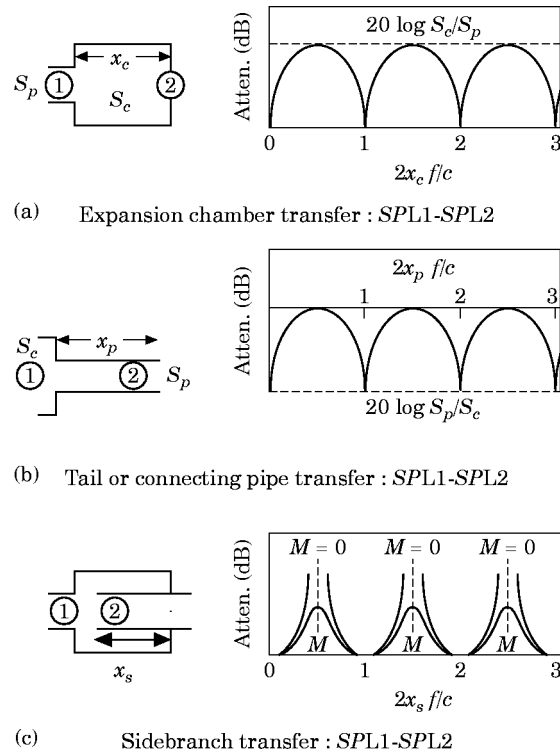 20 log S_c/S_p
x_c
S_p 1 2
S_c
Atten. (dB)
0 1 2 3
2x_c f/c
(a) Expansion chamber transfer : SPL1-SPL2
2x_p f/c
1 2 3
Atten. (dB)
x_p
S_c
1 2 S_p
20 log S_p/S_c
(b) Tail or connecting pipe transfer : SPL1-SPL2
M = 0 M = 0 M = 0
Atten. (dB)
1 2
M M M
x_s
0 1 2 3
2x_s f/c
(c) Sidebranch transfer : SPL1-SPL2